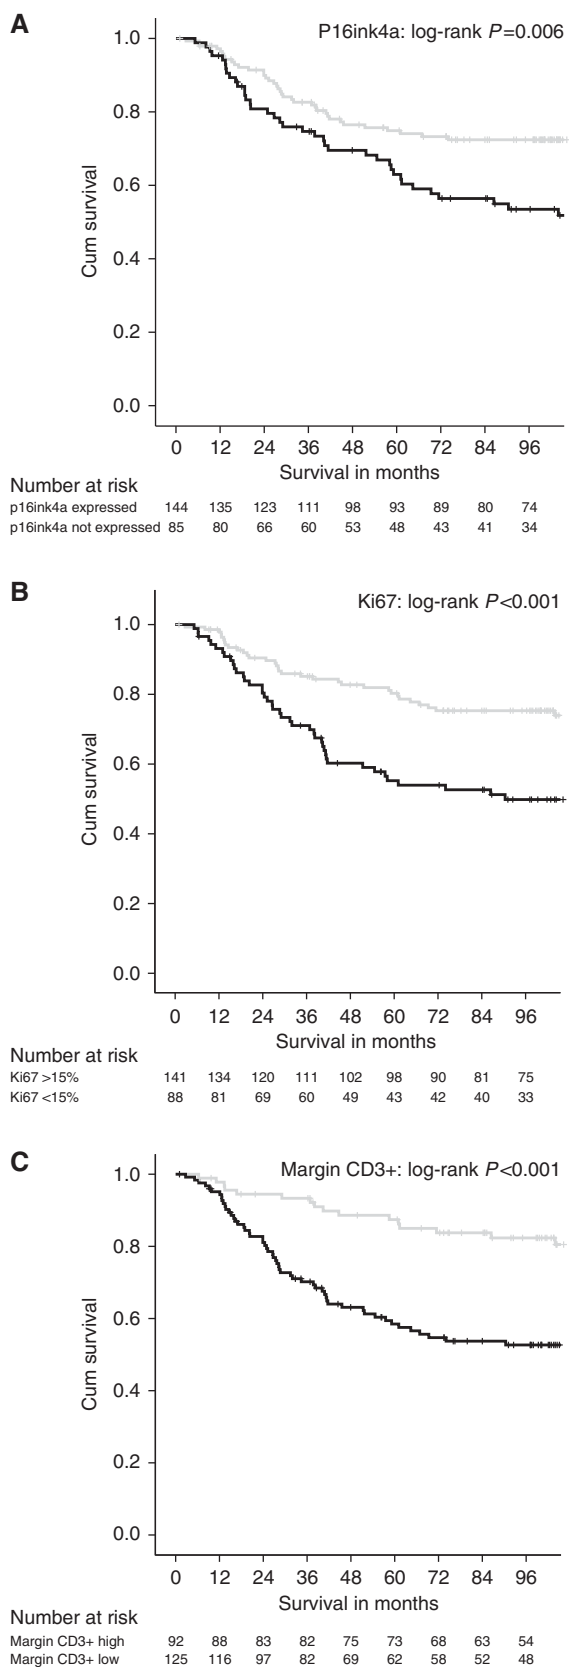 A
P16ink4a: log-rank P=0.006
1.0
0.8
0.6
0.4
0.2
0.0
Cum survival
0 12 24 36 48 60 72 84 96
Survival in months
Number at risk
p16ink4a expressed 144 135 123 111 98 93 89 80 74
p16ink4a not expressed 85 80 66 60 53 48 43 41 34
B
Ki67: log-rank P<0.001
1.0
0.8
0.6
0.4
0.2
0.0
Cum survival
0 12 24 36 48 60 72 84 96
Survival in months
Number at risk
Ki67 >15% 141 134 120 111 102 98 90 81 75
Ki67 <15% 88 81 69 60 49 43 42 40 33
C
Margin CD3+: log-rank P<0.001
1.0
0.8
0.6
0.4
0.2
0.0
Cum survival
0 12 24 36 48 60 72 84 96
Survival in months
Number at risk
Margin CD3+ high 92 88 83 82 75 73 68 63 54
Margin CD3+ low 125 116 97 82 69 62 58 52 48